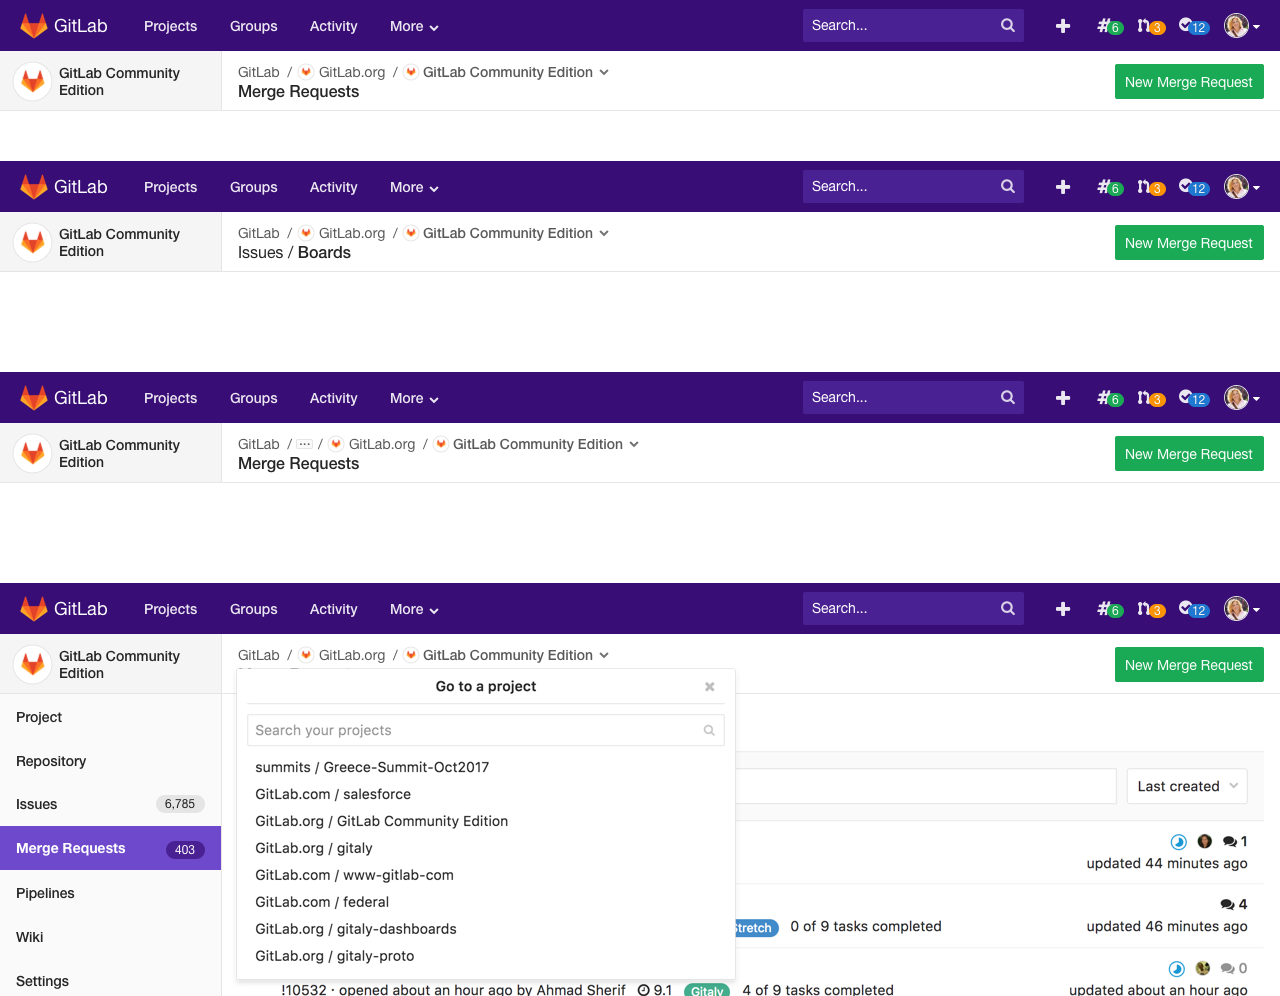 GitLab Projects Groups Activity More Search... 6 3 12
GitLab Community Edition
GitLab / GitLab.org / GitLab Community Edition
Merge Requests
New Merge Request
GitLab Projects Groups Activity More Search... 6 3 12
GitLab Community Edition
GitLab / GitLab.org / GitLab Community Edition
Issues / Boards
New Merge Request
GitLab Projects Groups Activity More Search... 6 3 12
GitLab Community Edition
GitLab / ... / GitLab.org / GitLab Community Edition
Merge Requests
New Merge Request
GitLab Projects Groups Activity More Search... 6 3 12
GitLab Community Edition
GitLab / GitLab.org / GitLab Community Edition
New Merge Request
Project
Repository
Issues 6,785
Merge Requests 403
Pipelines
Wiki
Settings
Go to a project
Search your projects
summits / Greece-Summit-Oct2017
GitLab.com / salesforce
GitLab.org / GitLab Community Edition
GitLab.org / gitaly
GitLab.com / www-gitlab-com
GitLab.com / federal
GitLab.org / gitaly-dashboards
GitLab.org / gitaly-proto
Last created
1
updated 44 minutes ago
4
Stretch 0 of 9 tasks completed updated 46 minutes ago
0
!10532 · opened about an hour ago by Ahmad Sherif 9.1 Gitaly 4 of 9 tasks completed updated about an hour ago